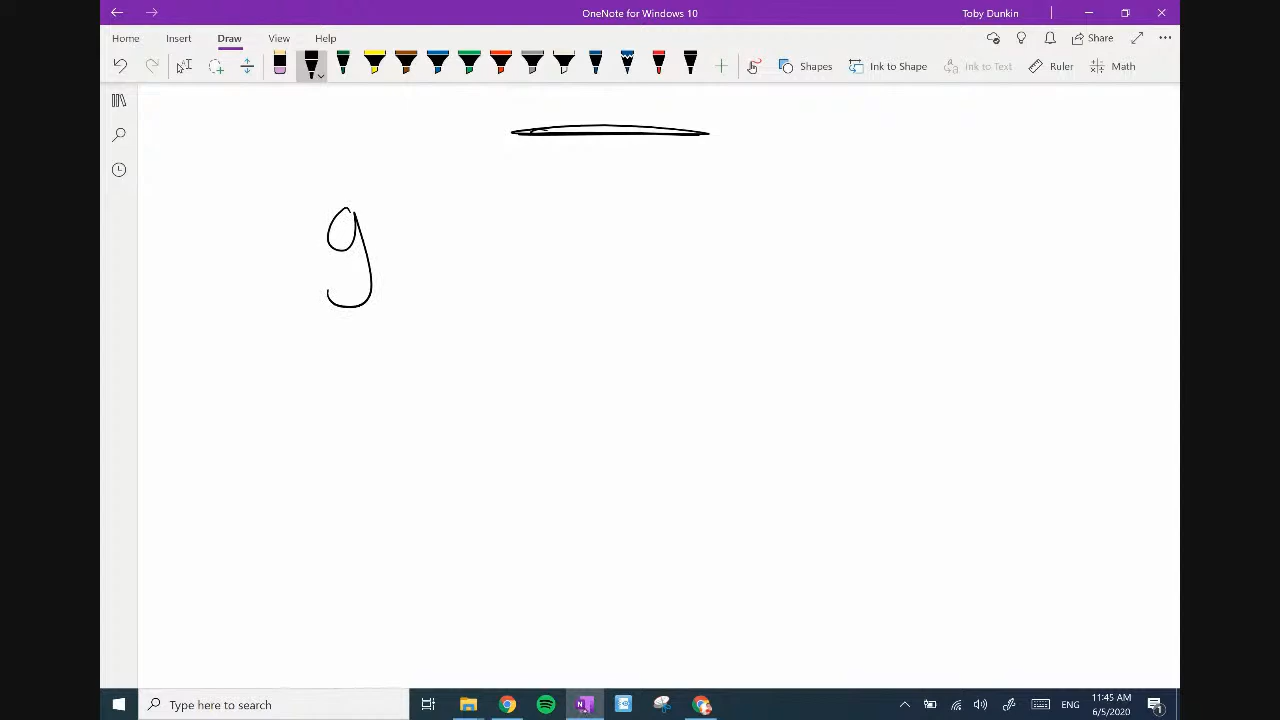 OneNote for Windows 10
Toby Dunkin
Home Insert Draw View Help
Share
Shapes Ink to Shape Ink to Text Ruler Math
g
Type here to search
ENG
11:45 AM
6/5/2020
1